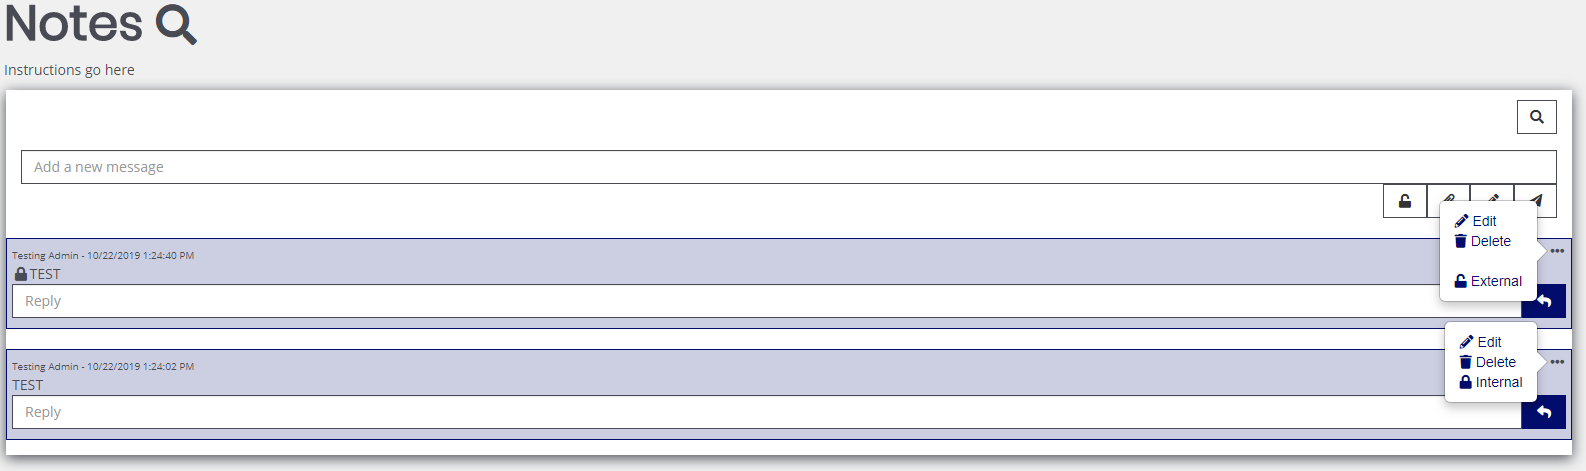 Notes
Instructions go here
Add a new message
Edit
Delete
External
Testing Admin - 10/22/2019 1:24:40 PM
TEST
Reply
Edit
Delete
Internal
Testing Admin - 10/22/2019 1:24:02 PM
TEST
Reply